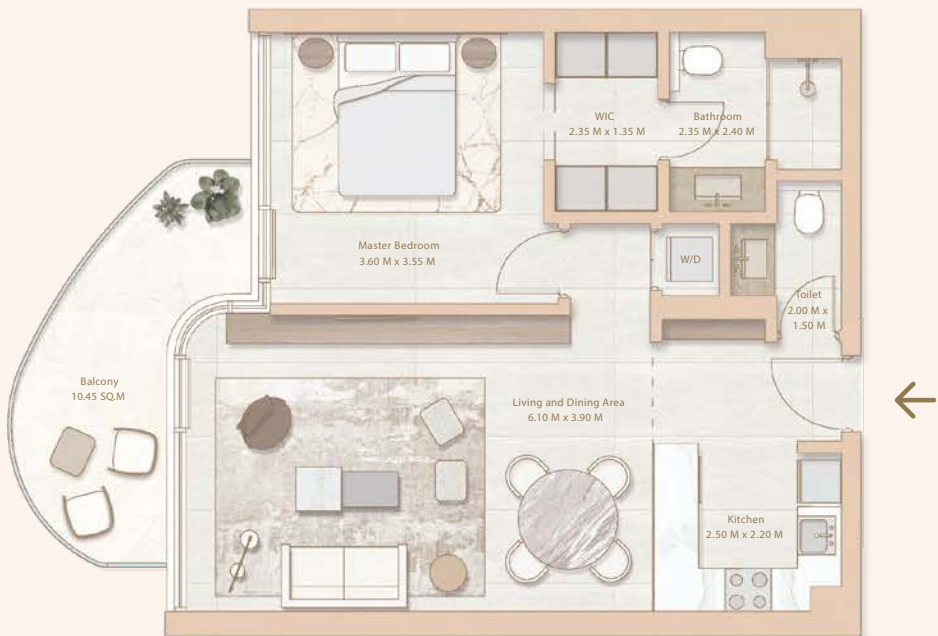 WIC
2.35 M x 1.35 M
Bathroom
2.35 M x 2.40 M
Master Bedroom
3.60 M x 3.55 M
W/D
Toilet
2.00 M x
1.50 M
Balcony
10.45 SQ.M
Living and Dining Area
6.10 M x 3.90 M
Kitchen
2.50 M x 2.20 M